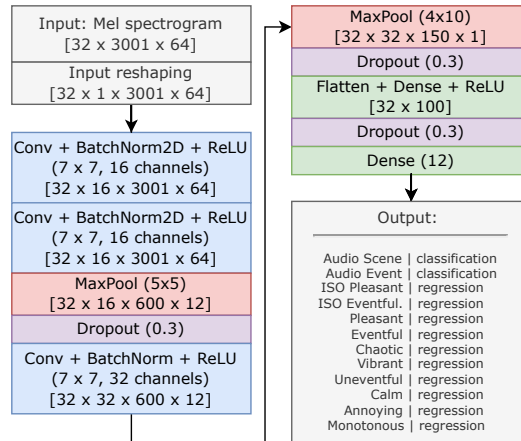 Input: Mel spectrogram
[32 x 3001 x 64]
Input reshaping
[32 x 1 x 3001 x 64]
Conv + BatchNorm2D + ReLU
(7 x 7, 16 channels)
[32 x 16 x 3001 x 64]
Conv + BatchNorm2D + ReLU
(7 x 7, 16 channels)
[32 x 16 x 3001 x 64]
MaxPool (5x5)
[32 x 16 x 600 x 12]
Dropout (0.3)
Conv + BatchNorm + ReLU
(7 x 7, 32 channels)
[32 x 32 x 600 x 12]
MaxPool (4x10)
[32 x 32 x 150 x 1]
Dropout (0.3)
Flatten + Dense + ReLU
[32 x 100]
Dropout (0.3)
Dense (12)
Output:
Audio Scene | classification
Audio Event | classification
ISO Pleasant | regression
ISO Eventful. | regression
Pleasant | regression
Eventful | regression
Chaotic | regression
Vibrant | regression
Uneventful | regression
Calm | regression
Annoying | regression
Monotonous | regression